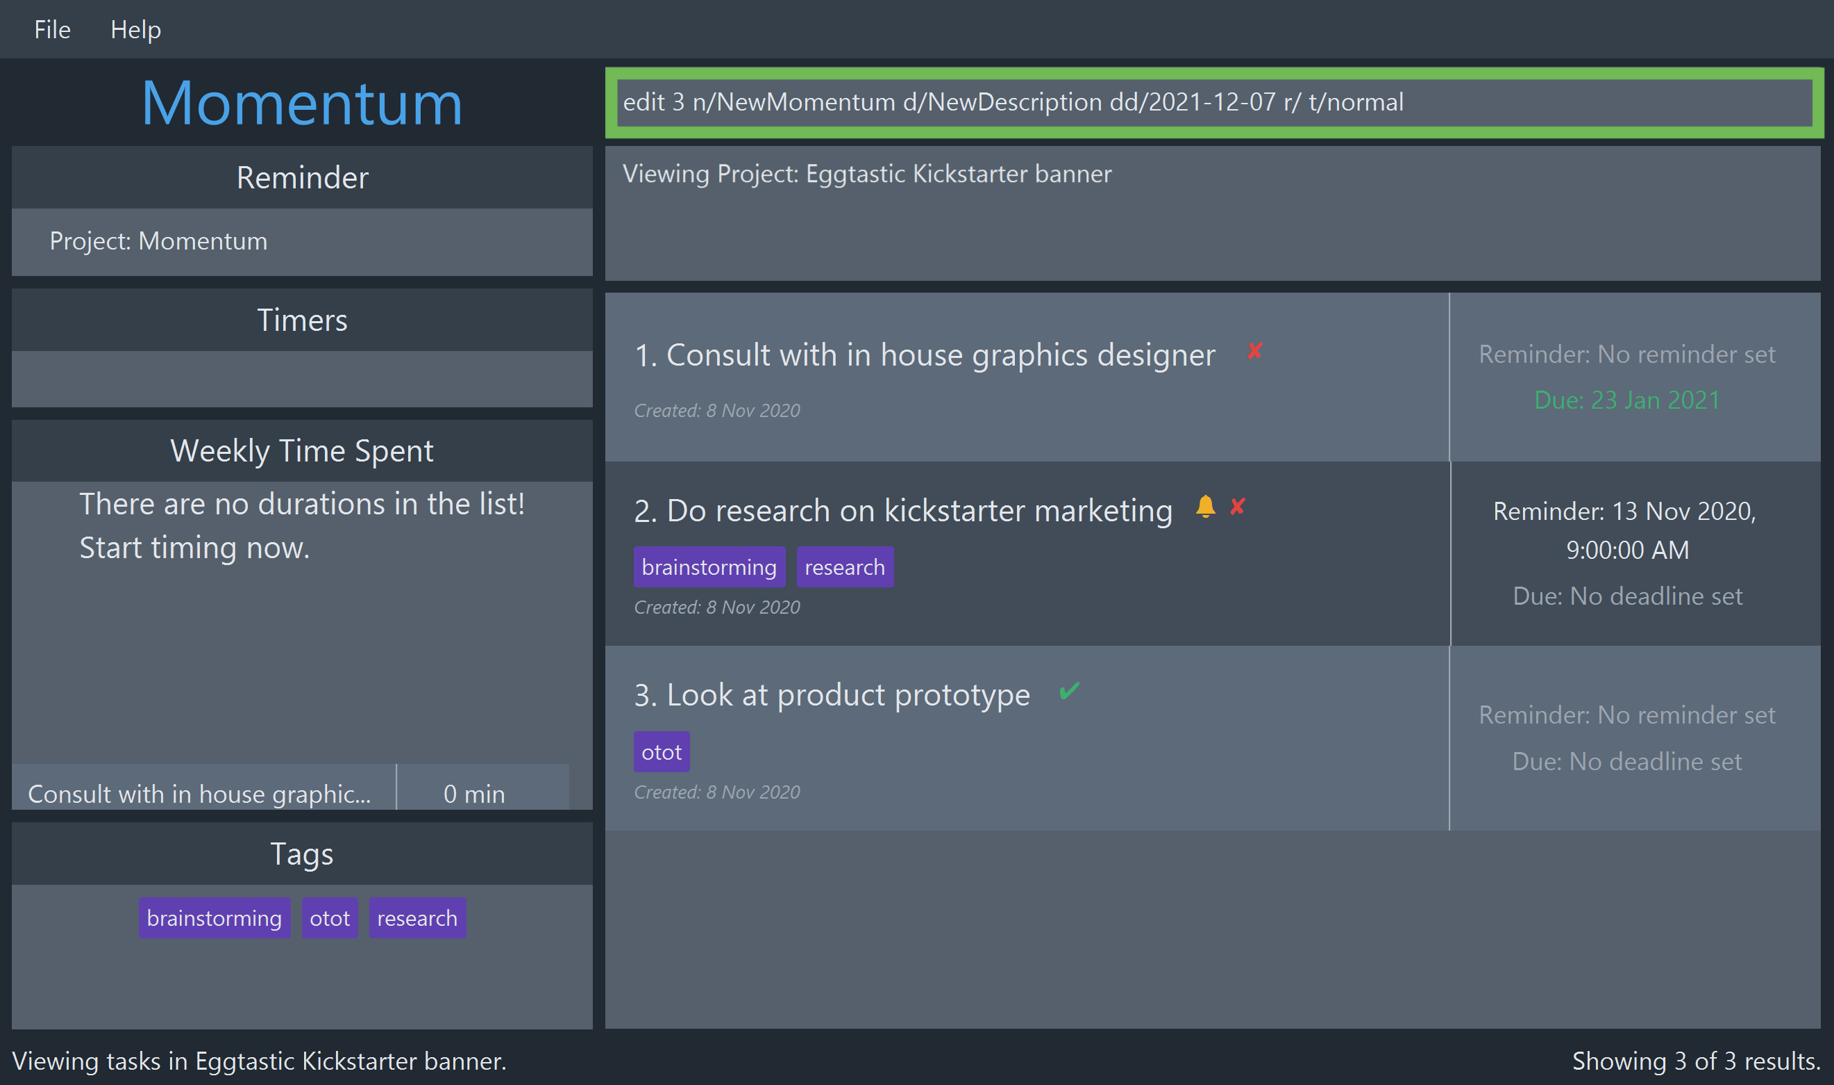 File Help
Momentum
edit 3 n/NewMomentum d/NewDescription dd/2021-12-07 r/ t/normal
Reminder
Project: Momentum
Viewing Project: Eggtastic Kickstarter banner
Timers
Weekly Time Spent
There are no durations in the list!
Start timing now.
Consult with in house graphic... 0 min
Tags
brainstorming otot research
1. Consult with in house graphics designer ✘
Created: 8 Nov 2020
Reminder: No reminder set
Due: 23 Jan 2021
2. Do research on kickstarter marketing 🔔 ✘
brainstorming research
Created: 8 Nov 2020
Reminder: 13 Nov 2020,
9:00:00 AM
Due: No deadline set
3. Look at product prototype ✔
otot
Created: 8 Nov 2020
Reminder: No reminder set
Due: No deadline set
Viewing tasks in Eggtastic Kickstarter banner.
Showing 3 of 3 results.